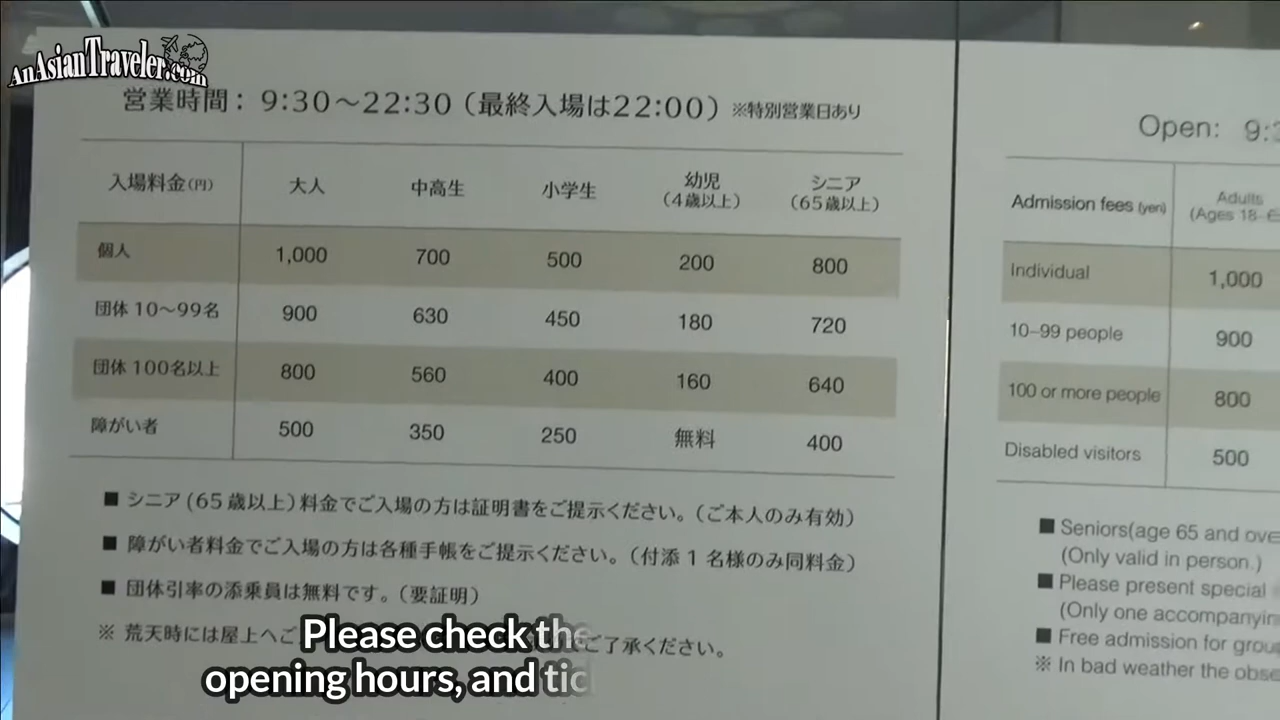 AnAsianTraveler.com
営業時間： 9:30～22:30（最終入場は22:00） ※特別営業日あり
入場料金(円) 大人 中高生 小学生 幼児（4歳以上） シニア（65歳以上）
個人 1,000 700 500 200 800
団体 10～99名 900 630 450 180 720
団体 100名以上 800 560 400 160 640
障がい者 500 350 250 無料 400
■ シニア（65歳以上）料金でご入場の方は証明書をご提示ください。（ご本人のみ有効）
■ 障がい者料金でご入場の方は各種手帳をご提示ください。（付添 1 名様のみ同料金）
■ 団体引率の添乗員は無料です。（要証明）
※ 荒天時には屋上へご
ご了承ください。
Open: 9:
Admission fees (yen) Adults (Ages 18-
Individual 1,000
10-99 people 900
100 or more people 800
Disabled visitors 500
■ Seniors(age 65 and ove
(Only valid in person.)
■ Please present special
(Only one accompanyin
■ Free admission for grou
※ In bad weather the obse
Please check the
opening hours, and tic